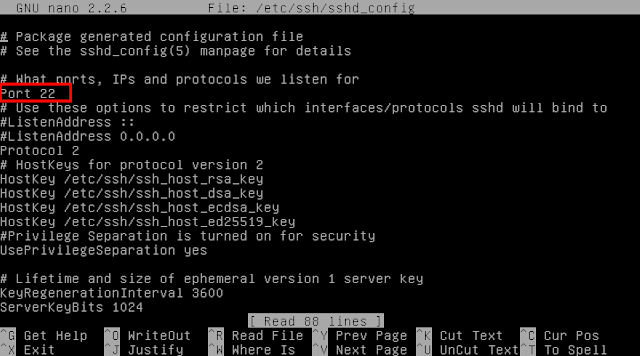 GNU nano 2.2.6 File: /etc/ssh/sshd_config
# Package generated configuration file
# See the sshd_config(5) manpage for details
# What ports, IPs and protocols we listen for
Port 22
# Use these options to restrict which interfaces/protocols sshd will bind to
#ListenAddress ::
#ListenAddress 0.0.0.0
Protocol 2
# HostKeys for protocol version 2
HostKey /etc/ssh/ssh_host_rsa_key
HostKey /etc/ssh/ssh_host_dsa_key
HostKey /etc/ssh/ssh_host_ecdsa_key
HostKey /etc/ssh/ssh_host_ed25519_key
#Privilege Separation is turned on for security
UsePrivilegeSeparation yes
# Lifetime and size of ephemeral version 1 server key
KeyRegenerationInterval 3600
ServerKeyBits 1024
[ Read 88 lines ]
^G Get Help ^O WriteOut ^R Read File ^Y Prev Page ^K Cut Text ^C Cur Pos
^X Exit ^J Justify ^W Where Is ^V Next Page ^U UnCut Text ^T To Spell